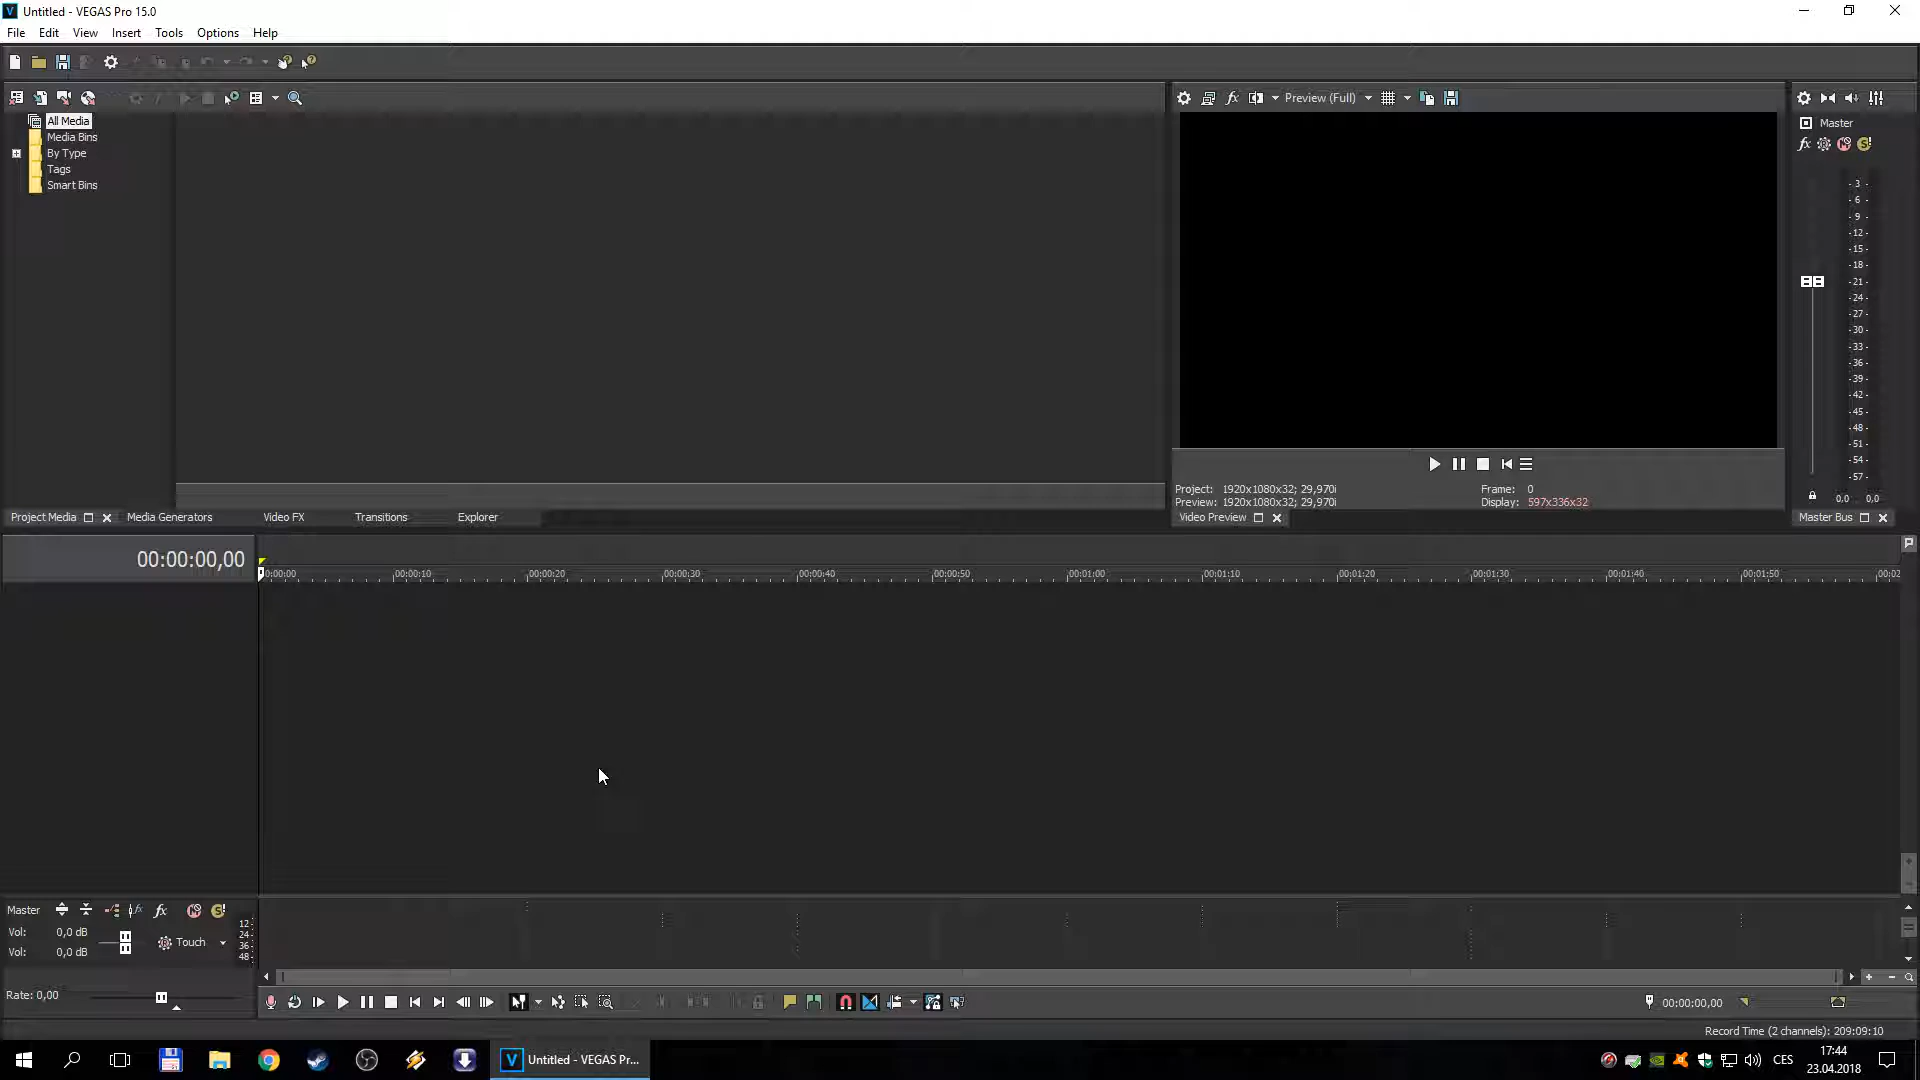 Untitled - VEGAS Pro 15.0
File Edit View Insert Tools Options Help
Preview (Full)
All Media
Media Bins
By Type
Tags
Smart Bins
Master
- 3 -
- 6 -
- 9 -
- 12 -
- 15 -
- 18 -
- 21 -
- 24 -
- 27 -
- 30 -
- 33 -
- 36 -
- 39 -
- 42 -
- 45 -
- 48 -
- 51 -
- 54 -
- 57 -
0,0 0,0
Project: 1920x1080x32; 29,970i Frame: 0
Preview: 1920x1080x32; 29,970i Display: 597x336x32
Project Media Media Generators Video FX Transitions Explorer Video Preview Master Bus
00:00:00,00
0:00:00 00:00:10 00:00:20 00:00:30 00:00:40 00:00:50 00:01:00 00:01:10 00:01:20 00:01:30 00:01:40 00:01:50 00:02
Master
Vol: 0,0 dB
Vol: 0,0 dB
Touch
12
24
36
48
Rate: 0,00
00:00:00,00
Record Time (2 channels): 209:09:10
Untitled - VEGAS Pr...
CES
17:44
23.04.2018